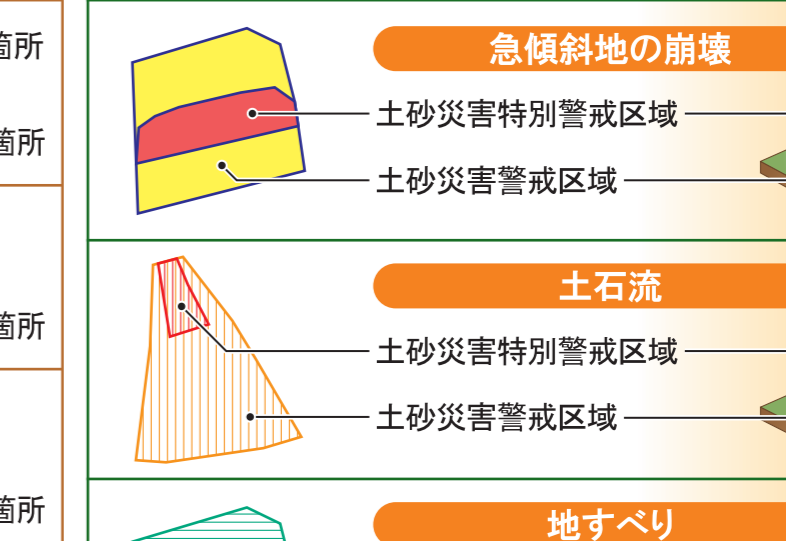 箇所
箇所
箇所
箇所
急傾斜地の崩壊
土砂災害特別警戒区域
土砂災害警戒区域
土石流
土砂災害特別警戒区域
土砂災害警戒区域
地すべり